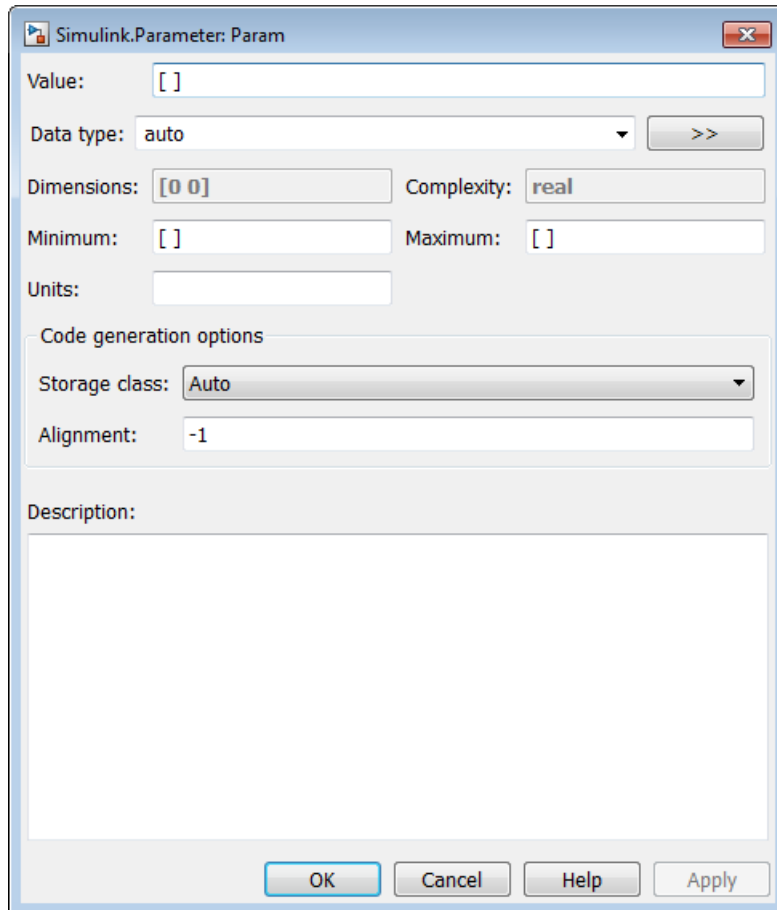 Simulink.Parameter: Param
Value: [ ]
Data type: auto >>
Dimensions: [0 0] Complexity: real
Minimum: [ ] Maximum: [ ]
Units:
Code generation options
Storage class: Auto
Alignment: -1
Description:
OK Cancel Help Apply